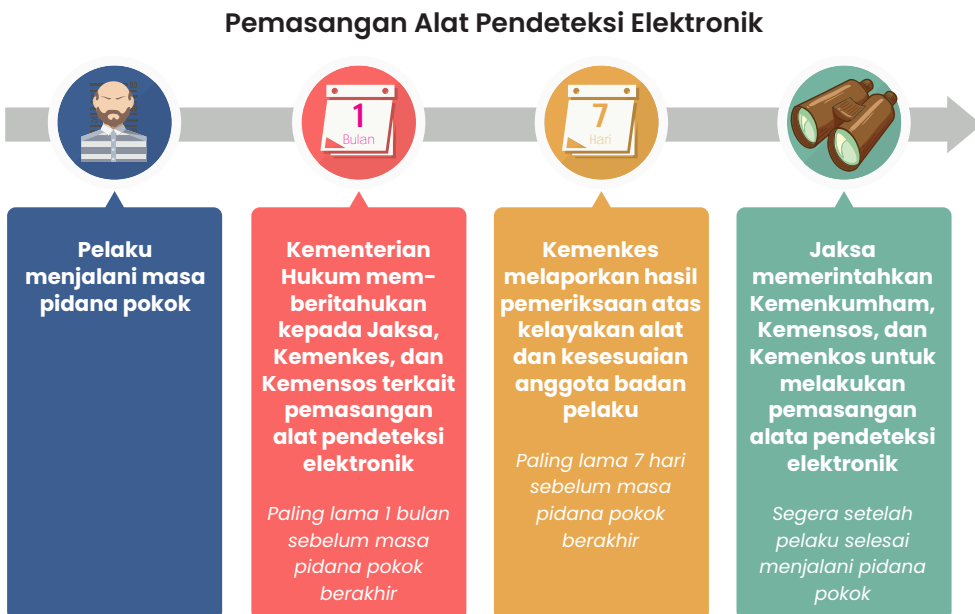 Pemasangan Alat Pendeteksi Elektronik
1
Bulan
7
Hari
Pelaku
menjalani masa
pidana pokok
Kementerian
Hukum mem-
beritahukan
kepada Jaksa,
Kemenkes, dan
Kemensos terkait
pemasangan
alat pendeteksi
elektronik
Paling lama 1 bulan
sebelum masa
pidana pokok
berakhir
Kemenkes
melaporkan hasil
pemeriksaan atas
kelayakan alat
dan kesesuaian
anggota badan
pelaku
Paling lama 7 hari
sebelum masa
pidana pokok
berakhir
Jaksa
memerintahkan
Kemenkumham,
Kemensos, dan
Kemenkos untuk
melakukan
pemasangan
alata pendeteksi
elektronik
Segera setelah
pelaku selesai
menjalani pidana
pokok